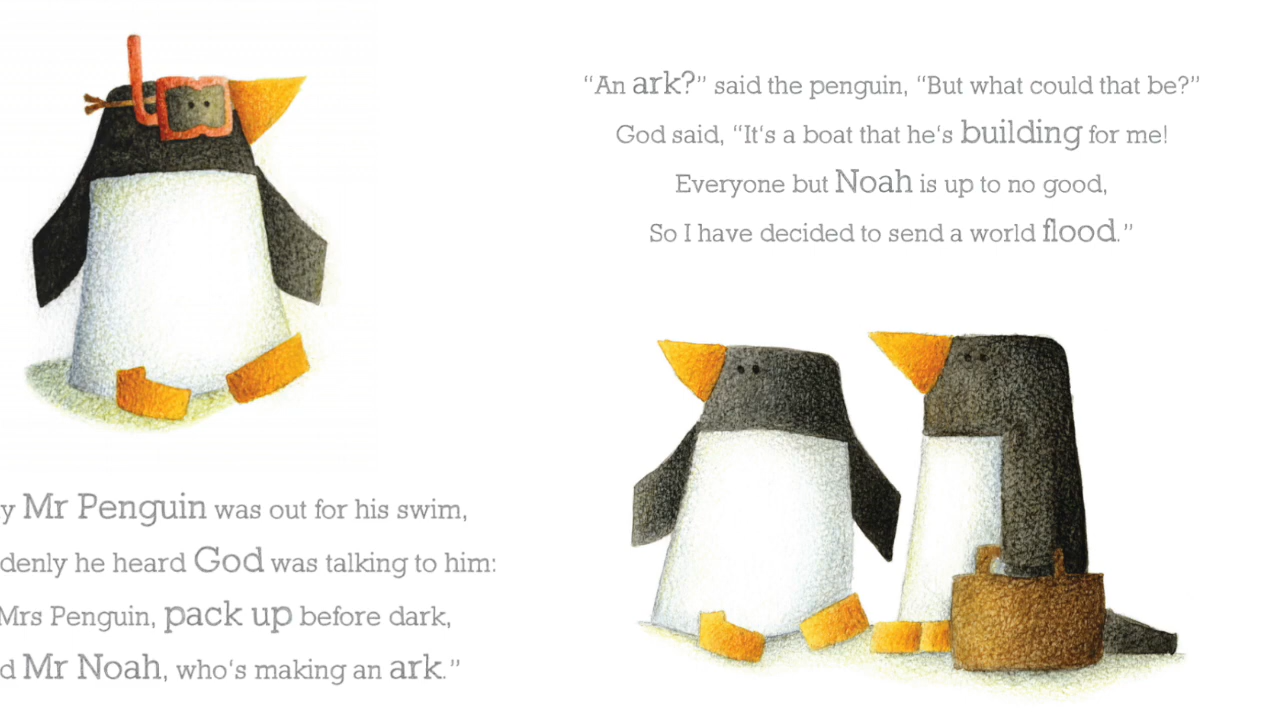 y Mr Penguin was out for his swim,
denly he heard God was talking to him:
Mrs Penguin, pack up before dark,
d Mr Noah, who's making an ark.”
“An ark?” said the penguin, “But what could that be?”
God said, “It's a boat that he's building for me!
Everyone but Noah is up to no good,
So I have decided to send a world flood.”